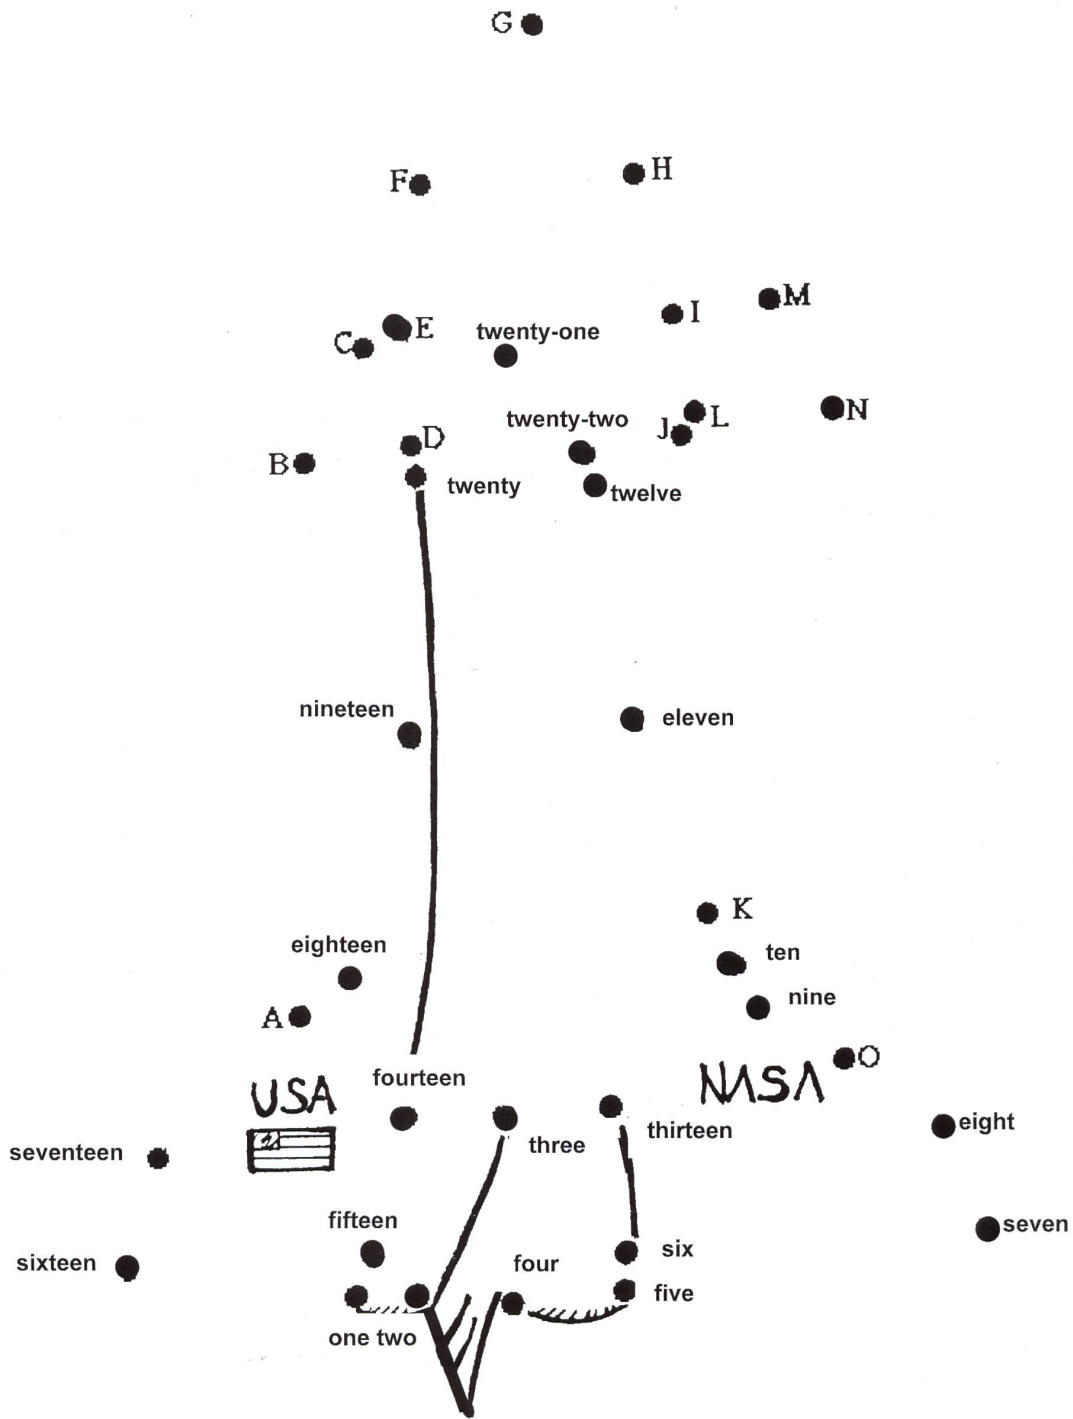 G
F
H
M
I
E
C
twenty-one
N
L
twenty-two
J
D
B
twenty
twelve
nineteen
eleven
K
eighteen
ten
nine
A
O
fourteen
USA
NASA
eight
thirteen
three
seventeen
fifteen
seven
six
four
sixteen
five
one two